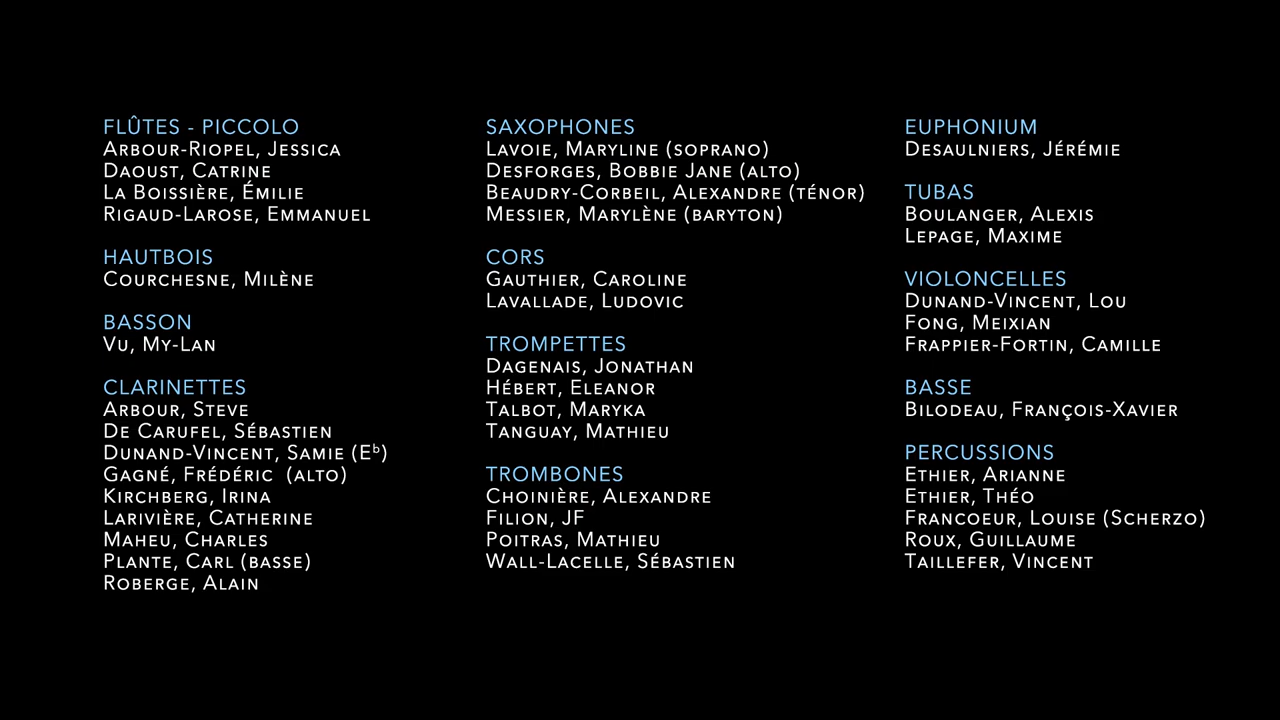 FLÛTES - PICCOLO
Arbour-Riopel, Jessica
Daoust, Catrine
La Boissière, Émilie
Rigaud-Larose, Emmanuel
HAUTBOIS
Courchesne, Milène
BASSON
Vu, My-Lan
CLARINETTES
Arbour, Steve
De Carufel, Sébastien
Dunand-Vincent, Samie (Eᵇ)
Gagné, Frédéric (alto)
Kirchberg, Irina
Larivière, Catherine
Maheu, Charles
Plante, Carl (basse)
Roberge, Alain
SAXOPHONES
Lavoie, Maryline (soprano)
Desforges, Bobbie Jane (alto)
Beaudry-Corbeil, Alexandre (ténor)
Messier, Marylène (baryton)
CORS
Gauthier, Caroline
Lavallade, Ludovic
TROMPETTES
Dagenais, Jonathan
Hébert, Eleanor
Talbot, Maryka
Tanguay, Mathieu
TROMBONES
Choinière, Alexandre
Filion, JF
Poitras, Mathieu
Wall-Lacelle, Sébastien
EUPHONIUM
Desaulniers, Jérémie
TUBAS
Boulanger, Alexis
Lepage, Maxime
VIOLONCELLES
Dunand-Vincent, Lou
Fong, Meixian
Frappier-Fortin, Camille
BASSE
Bilodeau, François-Xavier
PERCUSSIONS
Ethier, Arianne
Ethier, Théo
Francoeur, Louise (Scherzo)
Roux, Guillaume
Taillefer, Vincent